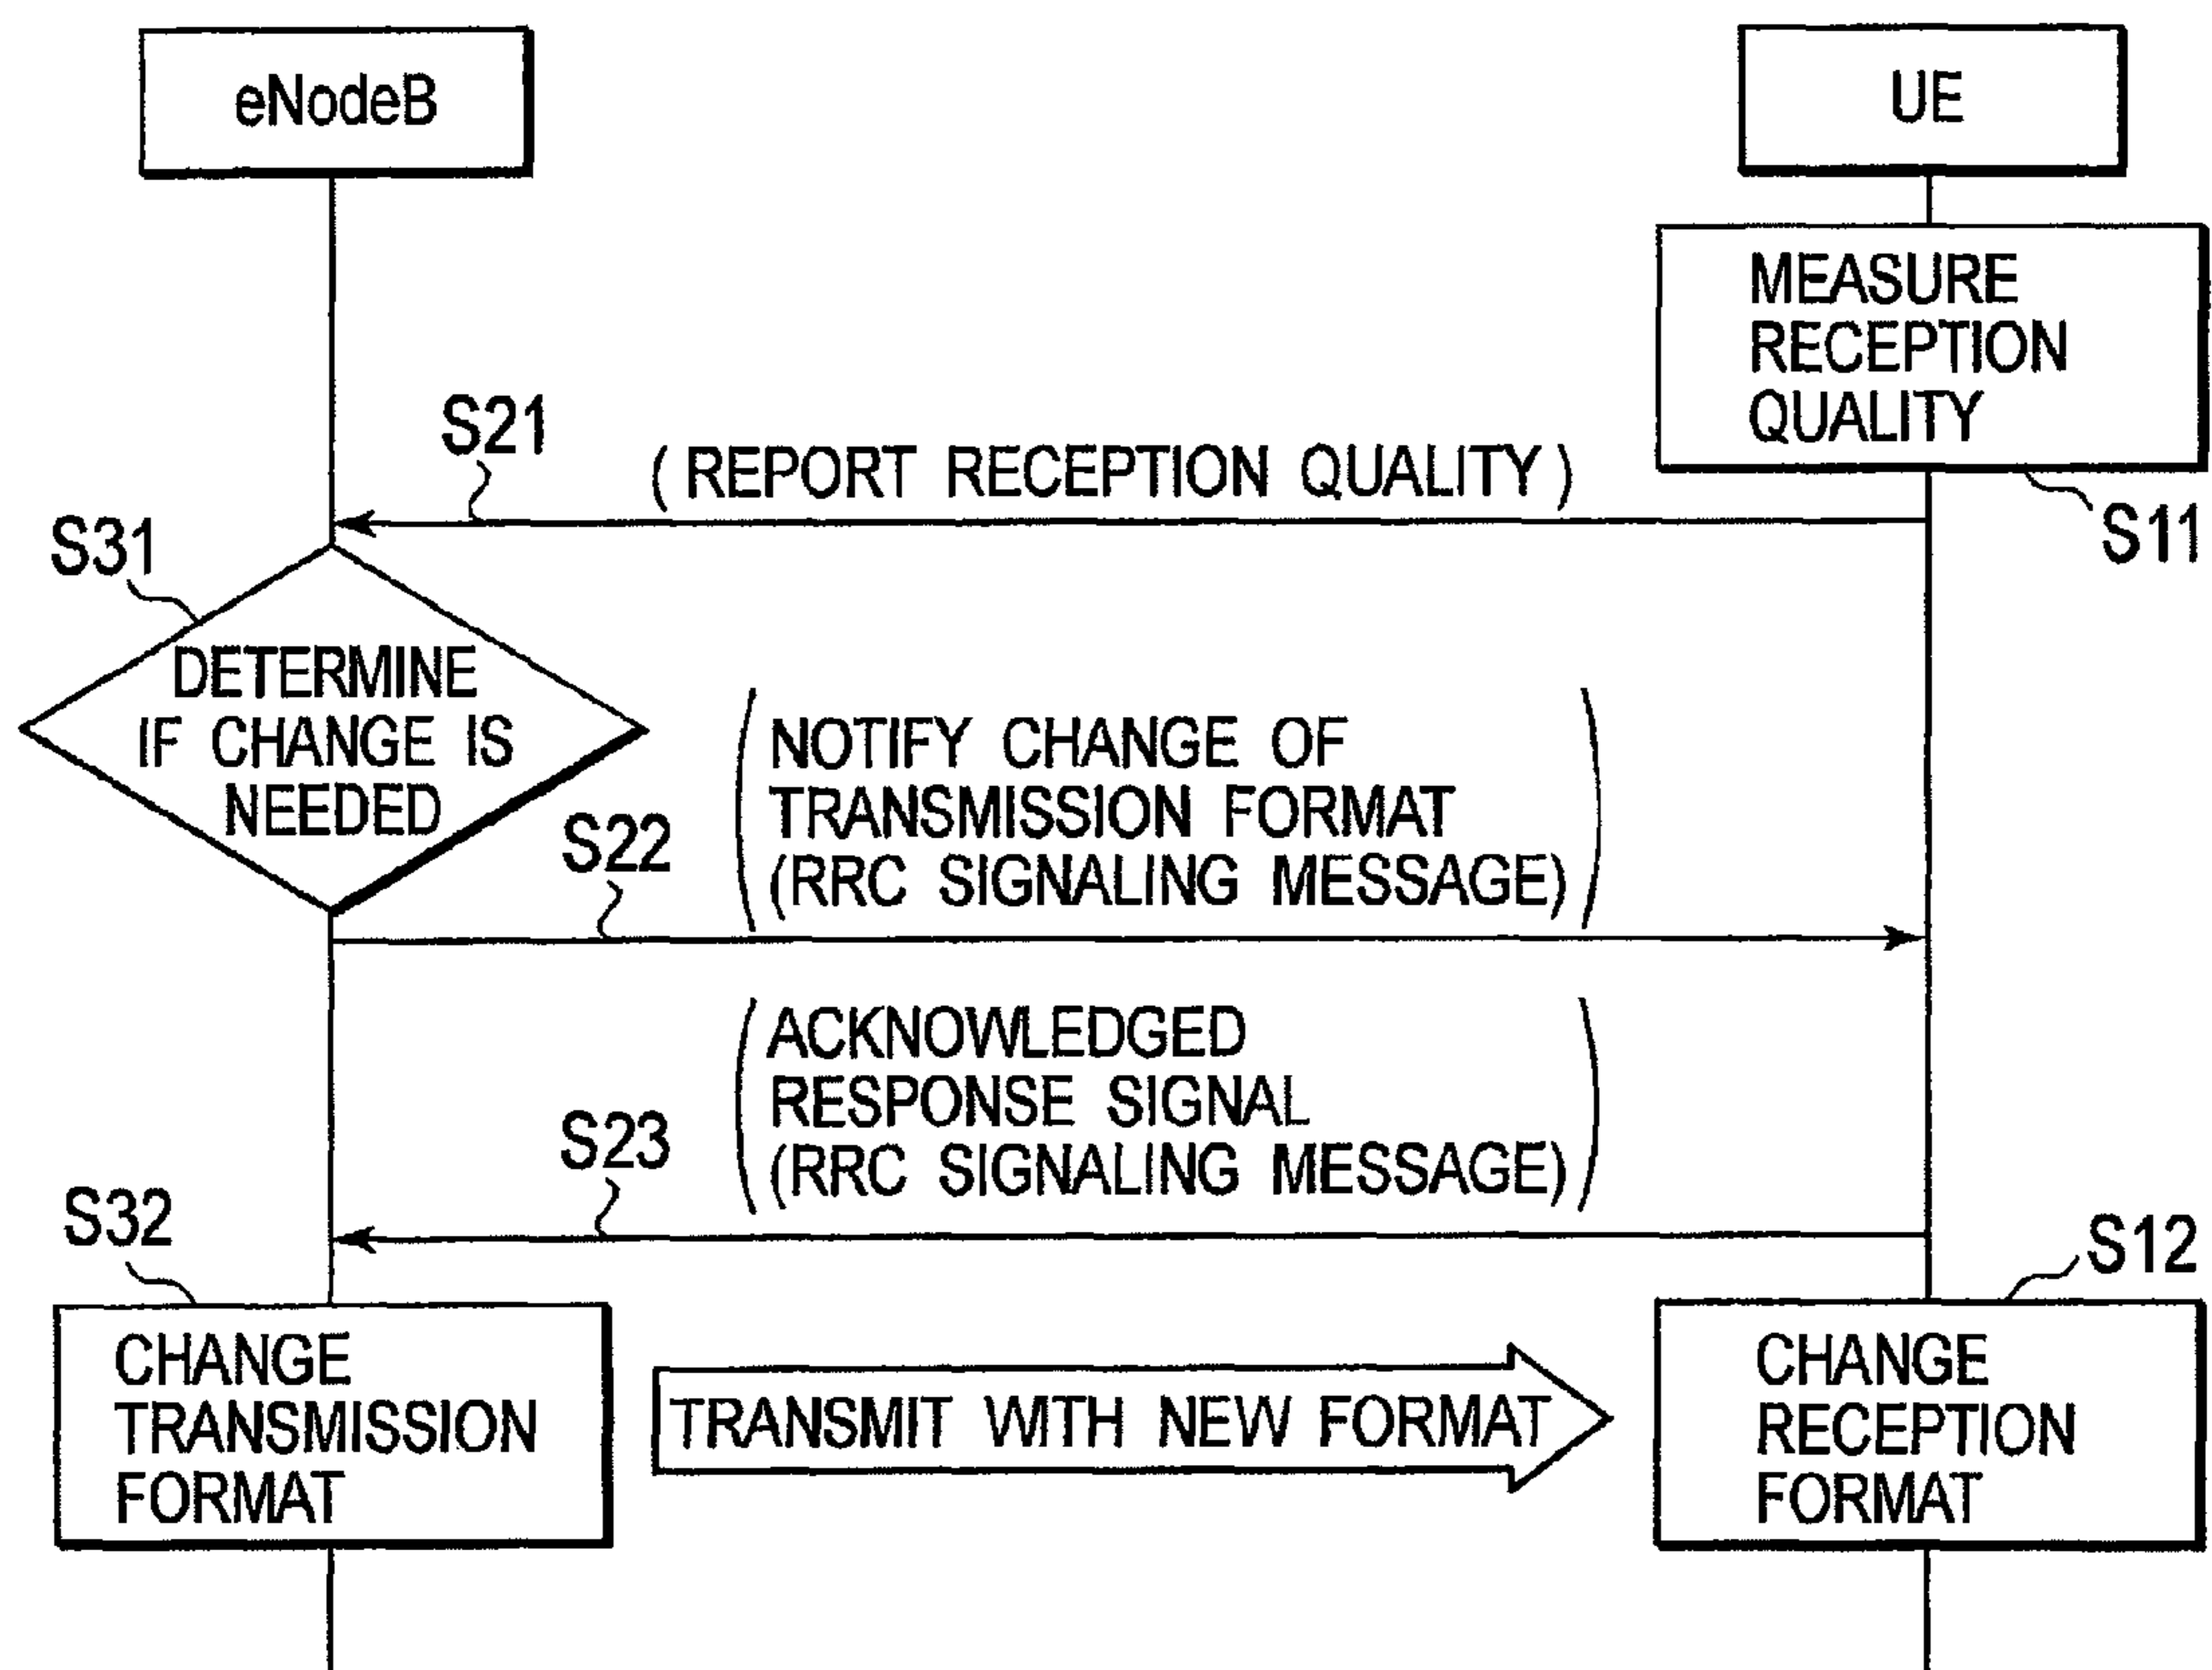 eNodeB
UE
MEASURE
RECEPTION
QUALITY
S11
S21
( REPORT RECEPTION QUALITY )
S31
DETERMINE
IF CHANGE IS
NEEDED
S22
NOTIFY CHANGE OF
TRANSMISSION FORMAT
(RRC SIGNALING MESSAGE)
S23
ACKNOWLEDGED
RESPONSE SIGNAL
(RRC SIGNALING MESSAGE)
S32
CHANGE
TRANSMISSION
FORMAT
TRANSMIT WITH NEW FORMAT
S12
CHANGE
RECEPTION
FORMAT